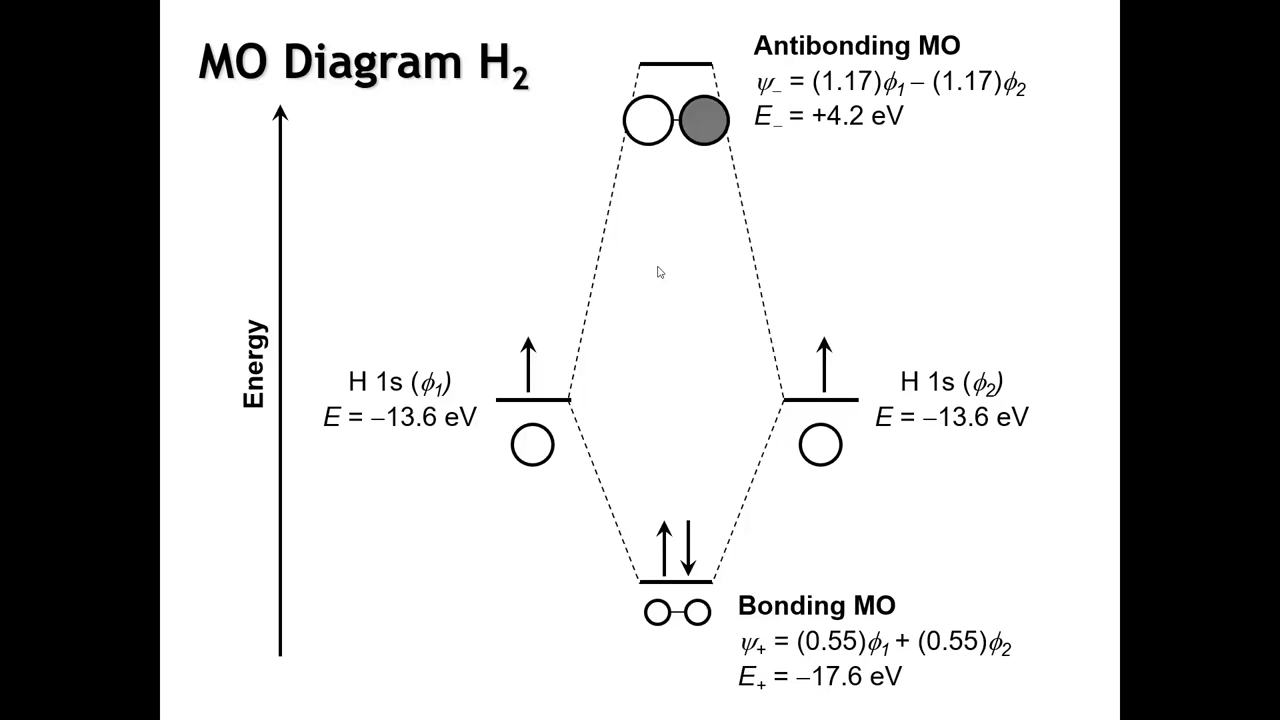 MO Diagram H₂
Antibonding MO
ψ₋ = (1.17)ϕ₁ – (1.17)ϕ₂
E₋ = +4.2 eV
Energy
H 1s (ϕ₁)
E = –13.6 eV
H 1s (ϕ₂)
E = –13.6 eV
Bonding MO
ψ₊ = (0.55)ϕ₁ + (0.55)ϕ₂
E₊ = –17.6 eV